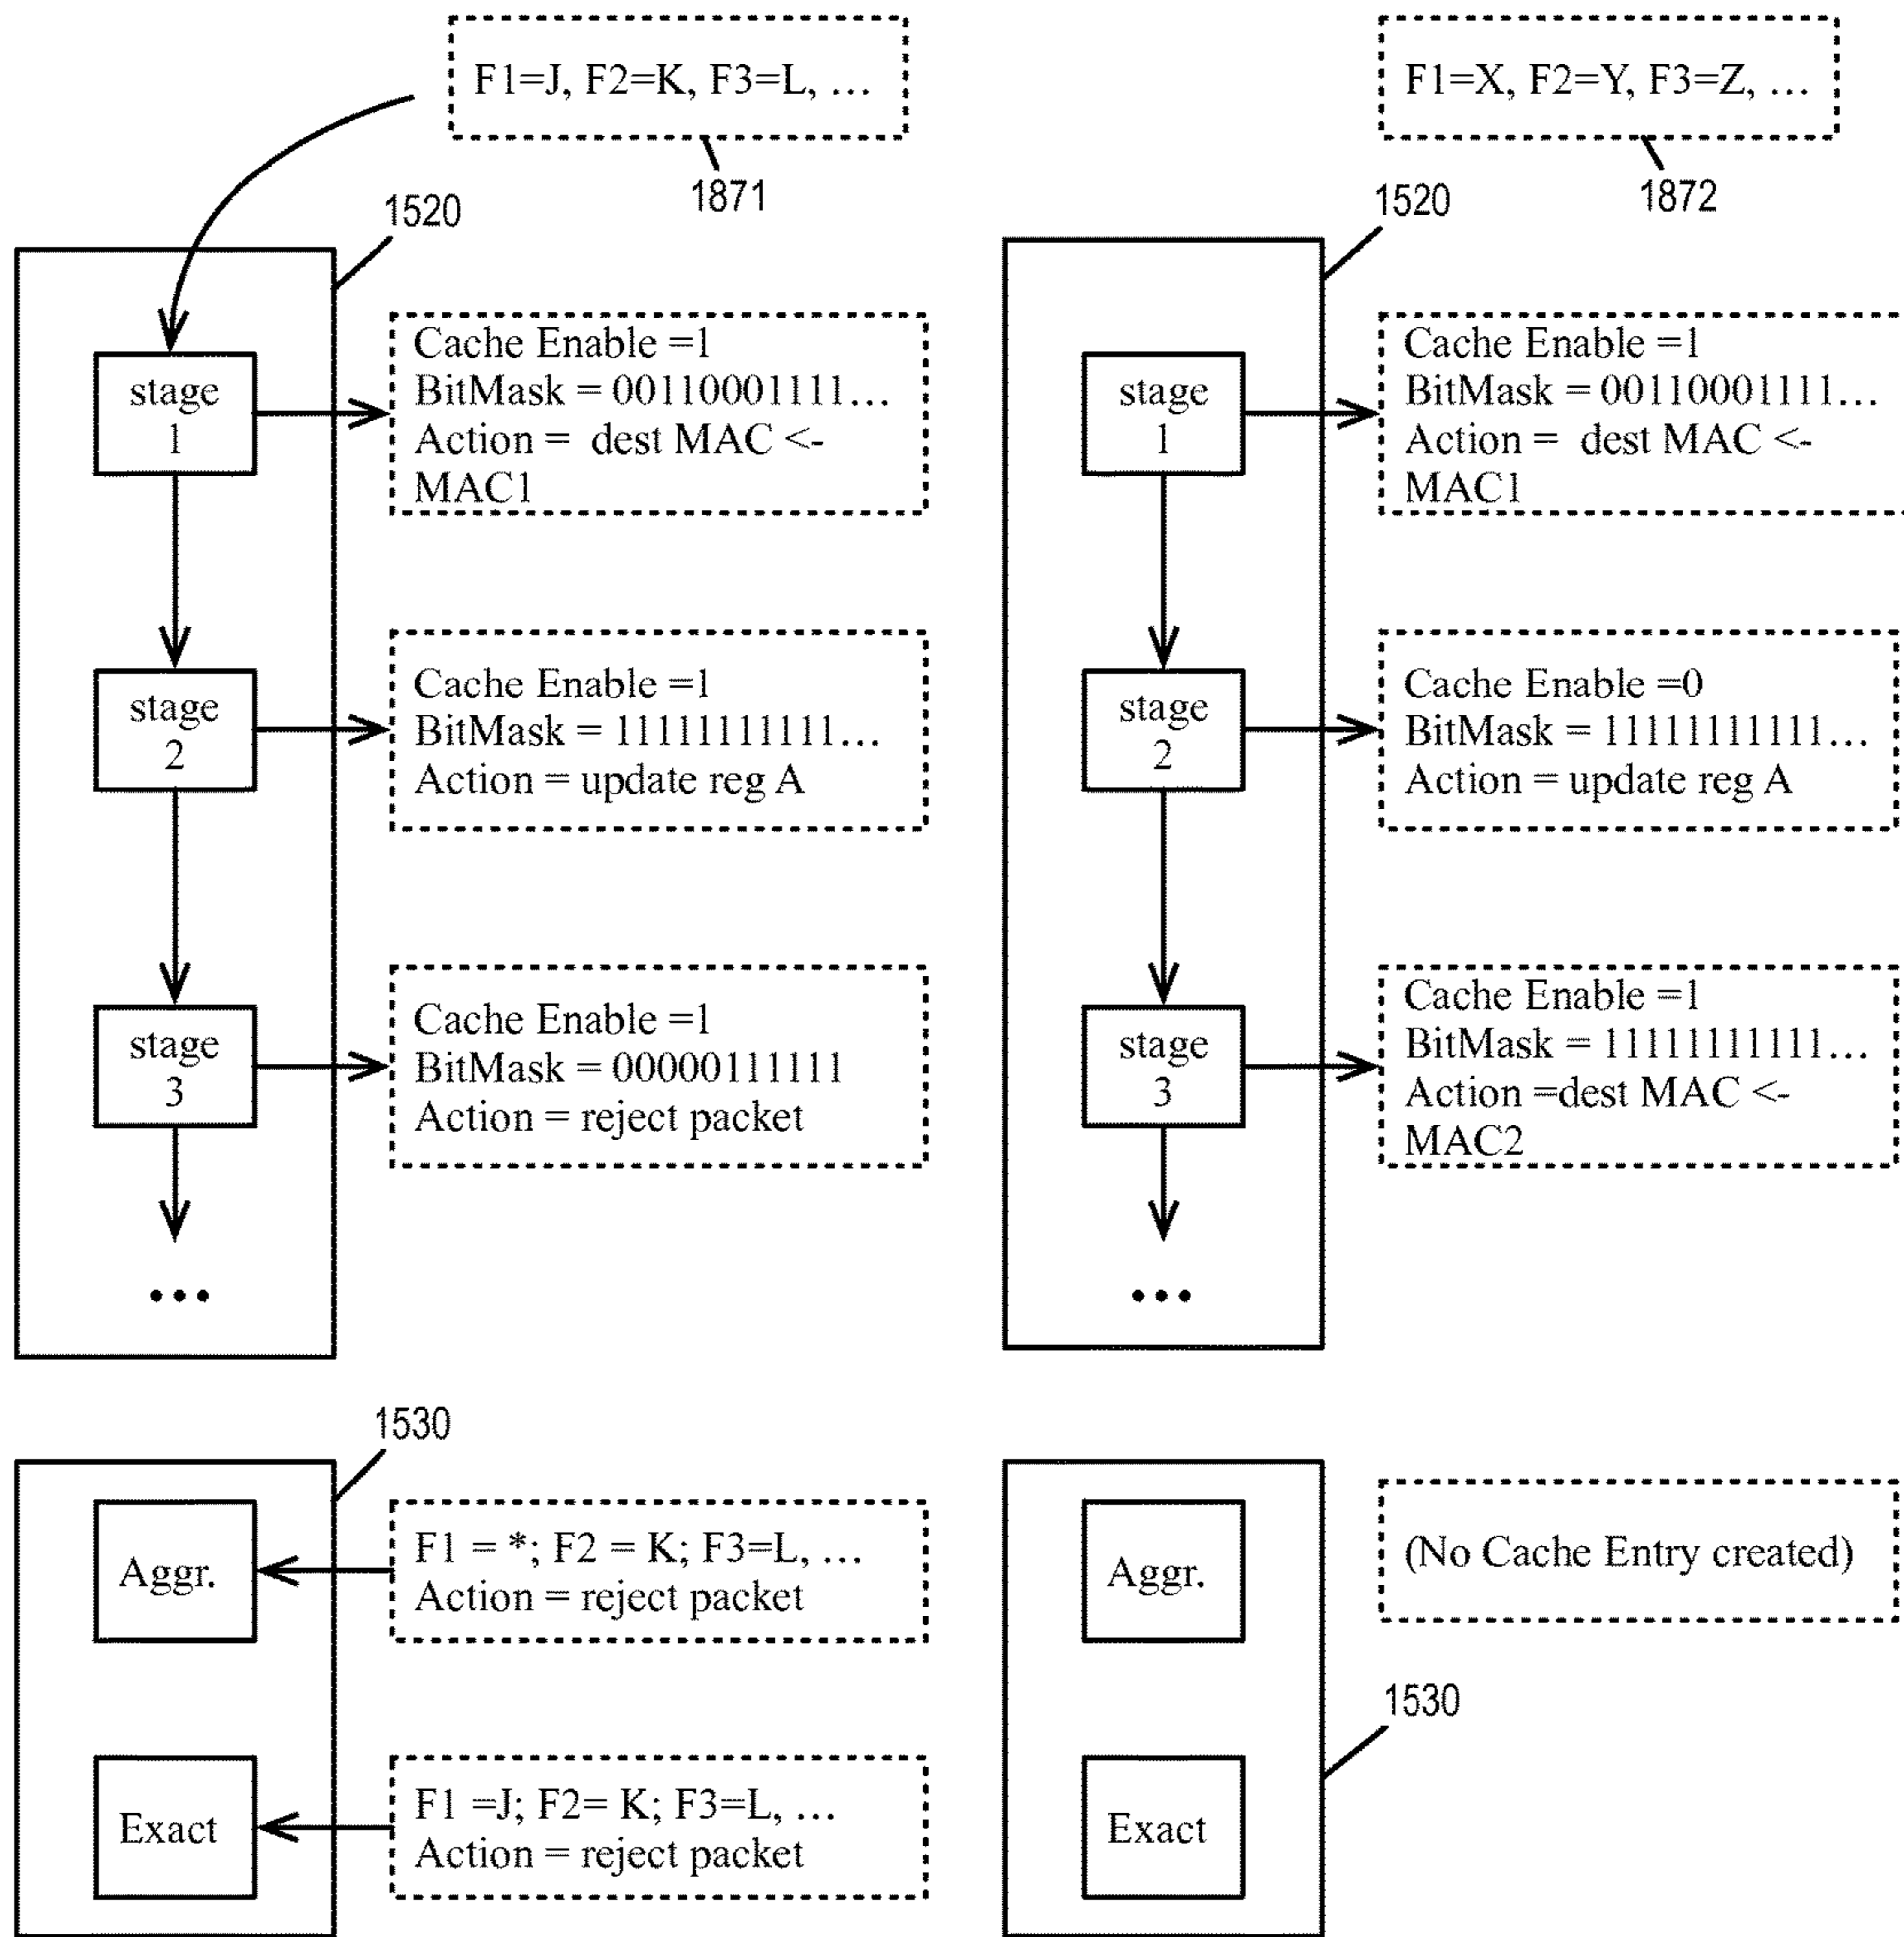 F1=J, F2=K, F3=L, ...
1871
1520
stage
1
Cache Enable =1
BitMask = 00110001111...
Action =  dest MAC <-
MAC1
stage
2
Cache Enable =1
BitMask = 11111111111...
Action = update reg A
stage
3
Cache Enable =1
BitMask = 00000111111
Action = reject packet
...
1530
Aggr.
F1 = *; F2 = K; F3=L, ...
Action = reject packet
Exact
F1 =J; F2= K; F3=L, ...
Action = reject packet
F1=X, F2=Y, F3=Z, ...
1872
1520
stage
1
Cache Enable =1
BitMask = 00110001111...
Action =  dest MAC <-
MAC1
stage
2
Cache Enable =0
BitMask = 11111111111...
Action = update reg A
stage
3
Cache Enable =1
BitMask = 11111111111...
Action =dest MAC <-
MAC2
...
Aggr.
(No Cache Entry created)
1530
Exact